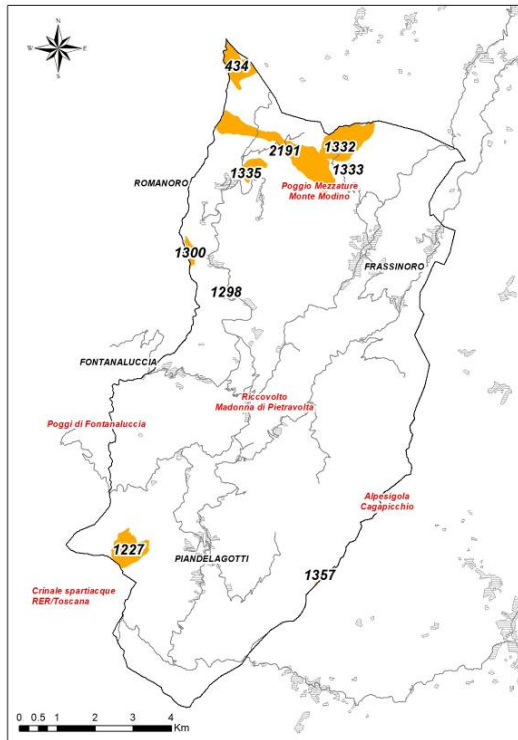 N
W E
S
434
2191
1332
1335
1333
ROMANORO
Poggio Mezzature
Monte Modino
1300
FRASSINORO
1298
FONTANALUCCIA
Riccovolto
Madonna di Pietravolta
Poggi di Fontanaluccia
Alpesigola
Cagapicchio
1227
PIANDELAGOTTI
1357
Crinale spartiacque
RER/Toscana
0 0.5 1 2 3 4
Km